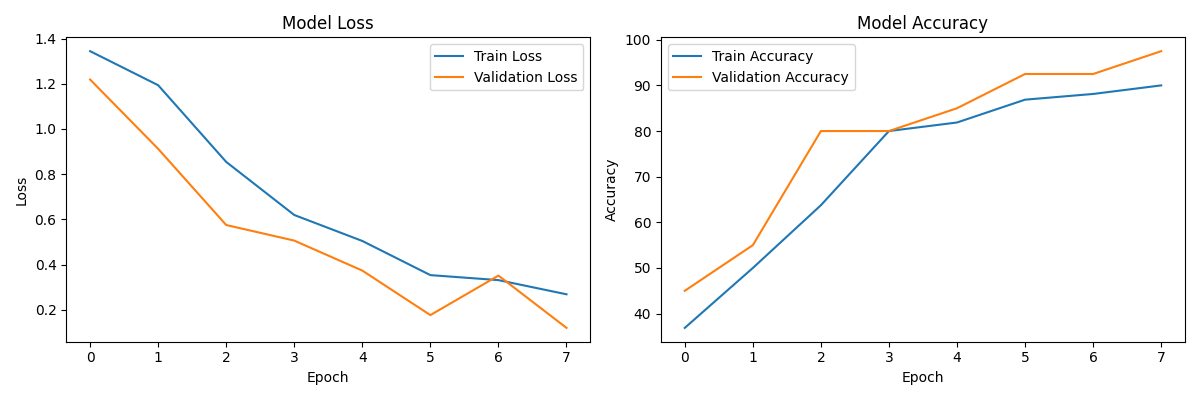 Model Loss
1.4
1.2
1.0
0.8
0.6
0.4
0.2
Loss
Train Loss
Validation Loss
0 1 2 3 4 5 6 7
Epoch
Model Accuracy
100
90
80
70
60
50
40
Accuracy
Train Accuracy
Validation Accuracy
0 1 2 3 4 5 6 7
Epoch